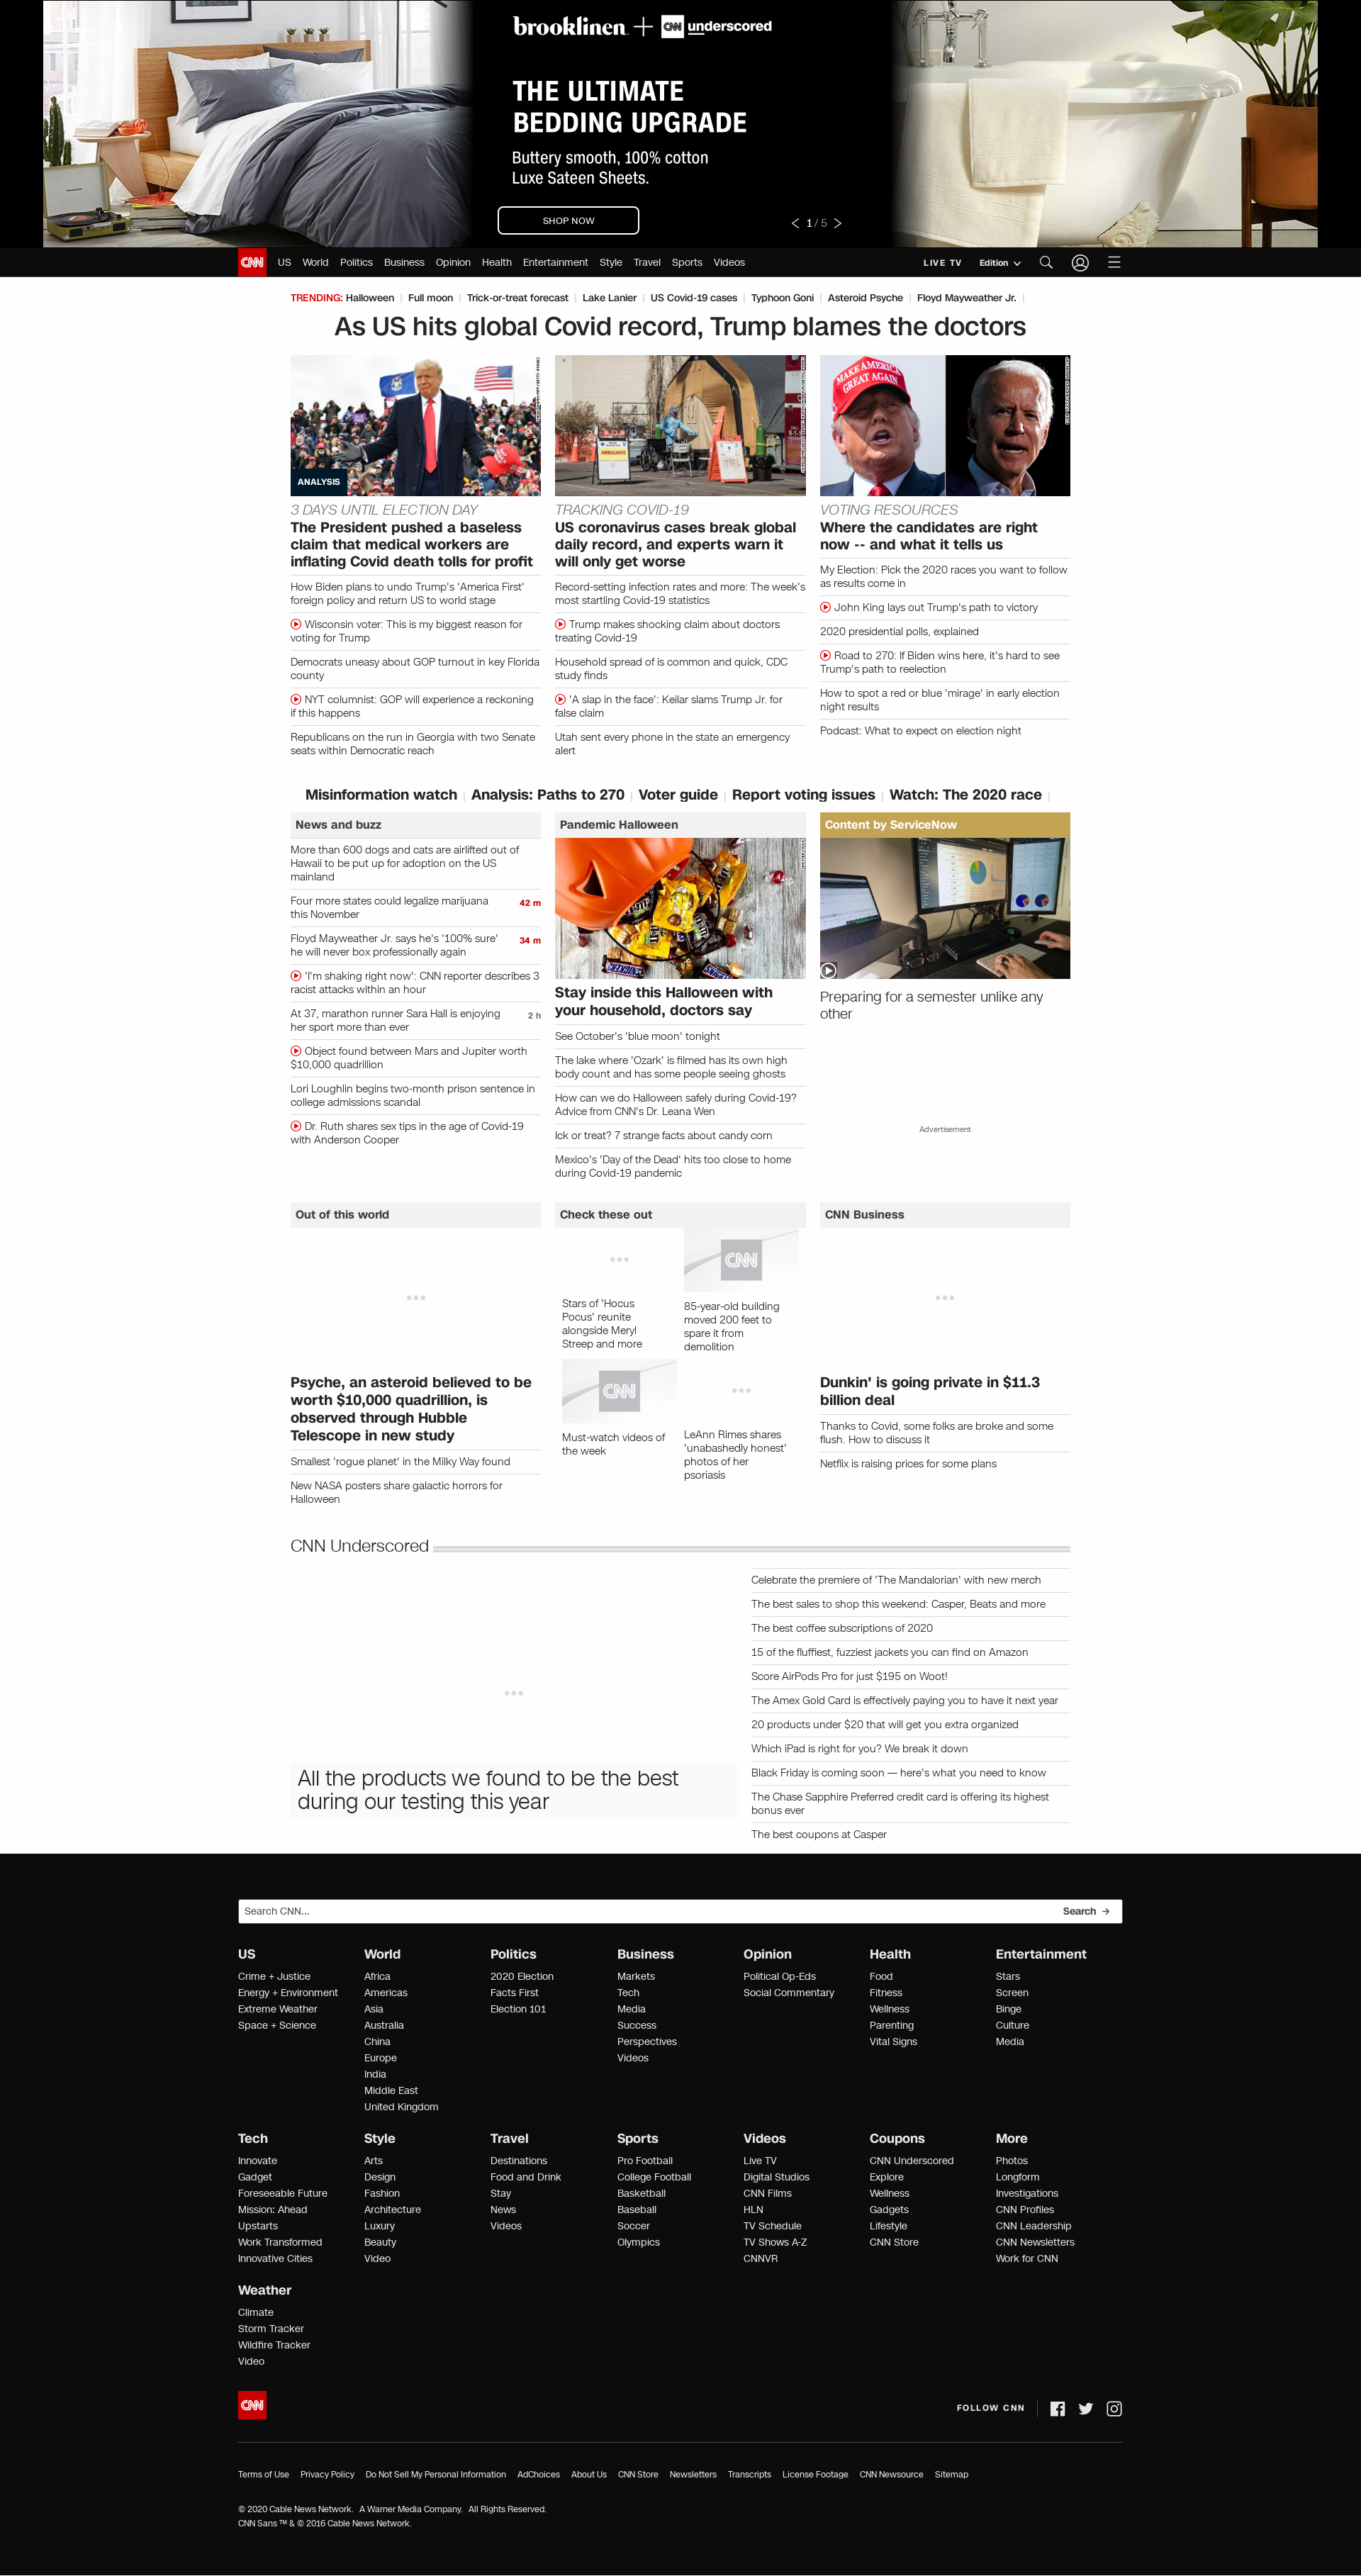 brooklinen + CNN underscored
THE ULTIMATE
BEDDING UPGRADE
Buttery smooth, 100% cotton
Luxe Sateen Sheets.
SHOP NOW
1 / 5
CNN US World Politics Business Opinion Health Entertainment Style Travel Sports Videos LIVE TV Edition
TRENDING: Halloween | Full moon | Trick-or-treat forecast | Lake Lanier | US Covid-19 cases | Typhoon Goni | Asteroid Psyche | Floyd Mayweather Jr. |
As US hits global Covid record, Trump blames the doctors
ANALYSIS
3 DAYS UNTIL ELECTION DAY
The President pushed a baseless
claim that medical workers are
inflating Covid death tolls for profit
How Biden plans to undo Trump's 'America First'
foreign policy and return US to world stage
Wisconsin voter: This is my biggest reason for
voting for Trump
Democrats uneasy about GOP turnout in key Florida
county
NYT columnist: GOP will experience a reckoning
if this happens
Republicans on the run in Georgia with two Senate
seats within Democratic reach
AMBULANCE
TRACKING COVID-19
US coronavirus cases break global
daily record, and experts warn it
will only get worse
Record-setting infection rates and more: The week's
most startling Covid-19 statistics
Trump makes shocking claim about doctors
treating Covid-19
Household spread of is common and quick, CDC
study finds
'A slap in the face': Keilar slams Trump Jr. for
false claim
Utah sent every phone in the state an emergency
alert
MAKE AMERICA
GREAT AGAIN
VOTING RESOURCES
Where the candidates are right
now -- and what it tells us
My Election: Pick the 2020 races you want to follow
as results come in
John King lays out Trump's path to victory
2020 presidential polls, explained
Road to 270: If Biden wins here, it's hard to see
Trump's path to reelection
How to spot a red or blue 'mirage' in early election
night results
Podcast: What to expect on election night
Misinformation watch | Analysis: Paths to 270 | Voter guide | Report voting issues | Watch: The 2020 race |
News and buzz
More than 600 dogs and cats are airlifted out of
Hawaii to be put up for adoption on the US
mainland
Four more states could legalize marijuana 42 m
this November
Floyd Mayweather Jr. says he's '100% sure' 34 m
he will never box professionally again
'I'm shaking right now': CNN reporter describes 3
racist attacks within an hour
At 37, marathon runner Sara Hall is enjoying 2 h
her sport more than ever
Object found between Mars and Jupiter worth
$10,000 quadrillion
Lori Loughlin begins two-month prison sentence in
college admissions scandal
Dr. Ruth shares sex tips in the age of Covid-19
with Anderson Cooper
Pandemic Halloween
SNICKERS
Stay inside this Halloween with
your household, doctors say
See October's 'blue moon' tonight
The lake where 'Ozark' is filmed has its own high
body count and has some people seeing ghosts
How can we do Halloween safely during Covid-19?
Advice from CNN's Dr. Leana Wen
Ick or treat? 7 strange facts about candy corn
Mexico's 'Day of the Dead' hits too close to home
during Covid-19 pandemic
Content by ServiceNow
Preparing for a semester unlike any
other
Advertisement
Out of this world
Psyche, an asteroid believed to be
worth $10,000 quadrillion, is
observed through Hubble
Telescope in new study
Smallest 'rogue planet' in the Milky Way found
New NASA posters share galactic horrors for
Halloween
Check these out
Stars of 'Hocus
Pocus' reunite
alongside Meryl
Streep and more
CNN
85-year-old building
moved 200 feet to
spare it from
demolition
CNN
Must-watch videos of
the week
LeAnn Rimes shares
'unabashedly honest'
photos of her
psoriasis
CNN Business
Dunkin' is going private in $11.3
billion deal
Thanks to Covid, some folks are broke and some
flush. How to discuss it
Netflix is raising prices for some plans
CNN Underscored
All the products we found to be the best
during our testing this year
Celebrate the premiere of 'The Mandalorian' with new merch
The best sales to shop this weekend: Casper, Beats and more
The best coffee subscriptions of 2020
15 of the fluffiest, fuzziest jackets you can find on Amazon
Score AirPods Pro for just $195 on Woot!
The Amex Gold Card is effectively paying you to have it next year
20 products under $20 that will get you extra organized
Which iPad is right for you? We break it down
Black Friday is coming soon — here's what you need to know
The Chase Sapphire Preferred credit card is offering its highest
bonus ever
The best coupons at Casper
Search CNN... Search →
US
Crime + Justice
Energy + Environment
Extreme Weather
Space + Science
World
Africa
Americas
Asia
Australia
China
Europe
India
Middle East
United Kingdom
Politics
2020 Election
Facts First
Election 101
Business
Markets
Tech
Media
Success
Perspectives
Videos
Opinion
Political Op-Eds
Social Commentary
Health
Food
Fitness
Wellness
Parenting
Vital Signs
Entertainment
Stars
Screen
Binge
Culture
Media
Tech
Innovate
Gadget
Foreseeable Future
Mission: Ahead
Upstarts
Work Transformed
Innovative Cities
Style
Arts
Design
Fashion
Architecture
Luxury
Beauty
Video
Travel
Destinations
Food and Drink
Stay
News
Videos
Sports
Pro Football
College Football
Basketball
Baseball
Soccer
Olympics
Videos
Live TV
Digital Studios
CNN Films
HLN
TV Schedule
TV Shows A-Z
CNNVR
Coupons
CNN Underscored
Explore
Wellness
Gadgets
Lifestyle
CNN Store
More
Photos
Longform
Investigations
CNN Profiles
CNN Leadership
CNN Newsletters
Work for CNN
Weather
Climate
Storm Tracker
Wildfire Tracker
Video
CNN FOLLOW CNN
Terms of Use Privacy Policy Do Not Sell My Personal Information AdChoices About Us CNN Store Newsletters Transcripts License Footage CNN Newsource Sitemap
© 2020 Cable News Network. A Warner Media Company. All Rights Reserved.
CNN Sans ™ & © 2016 Cable News Network.